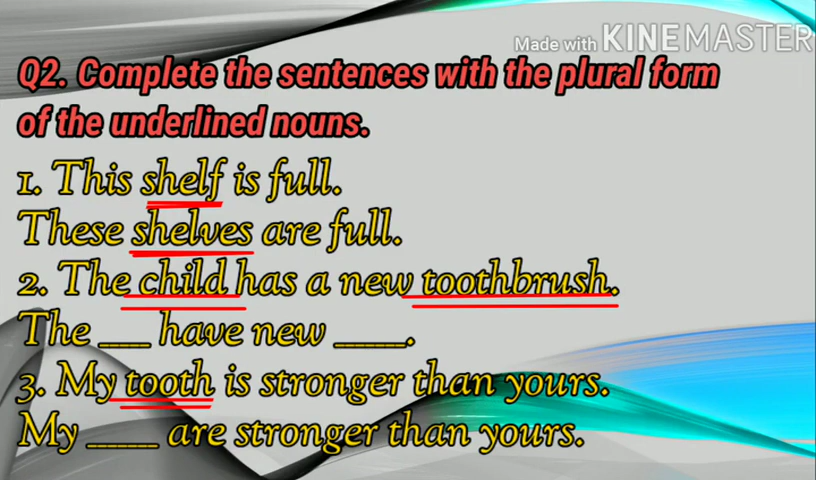 Made with KINEMASTER
Q2. Complete the sentences with the plural form
of the underlined nouns.
1. This shelf is full.
These shelves are full.
2. The child has a new toothbrush.
The ____ have new _____.
3. My tooth is stronger than yours.
My _____ are stronger than yours.